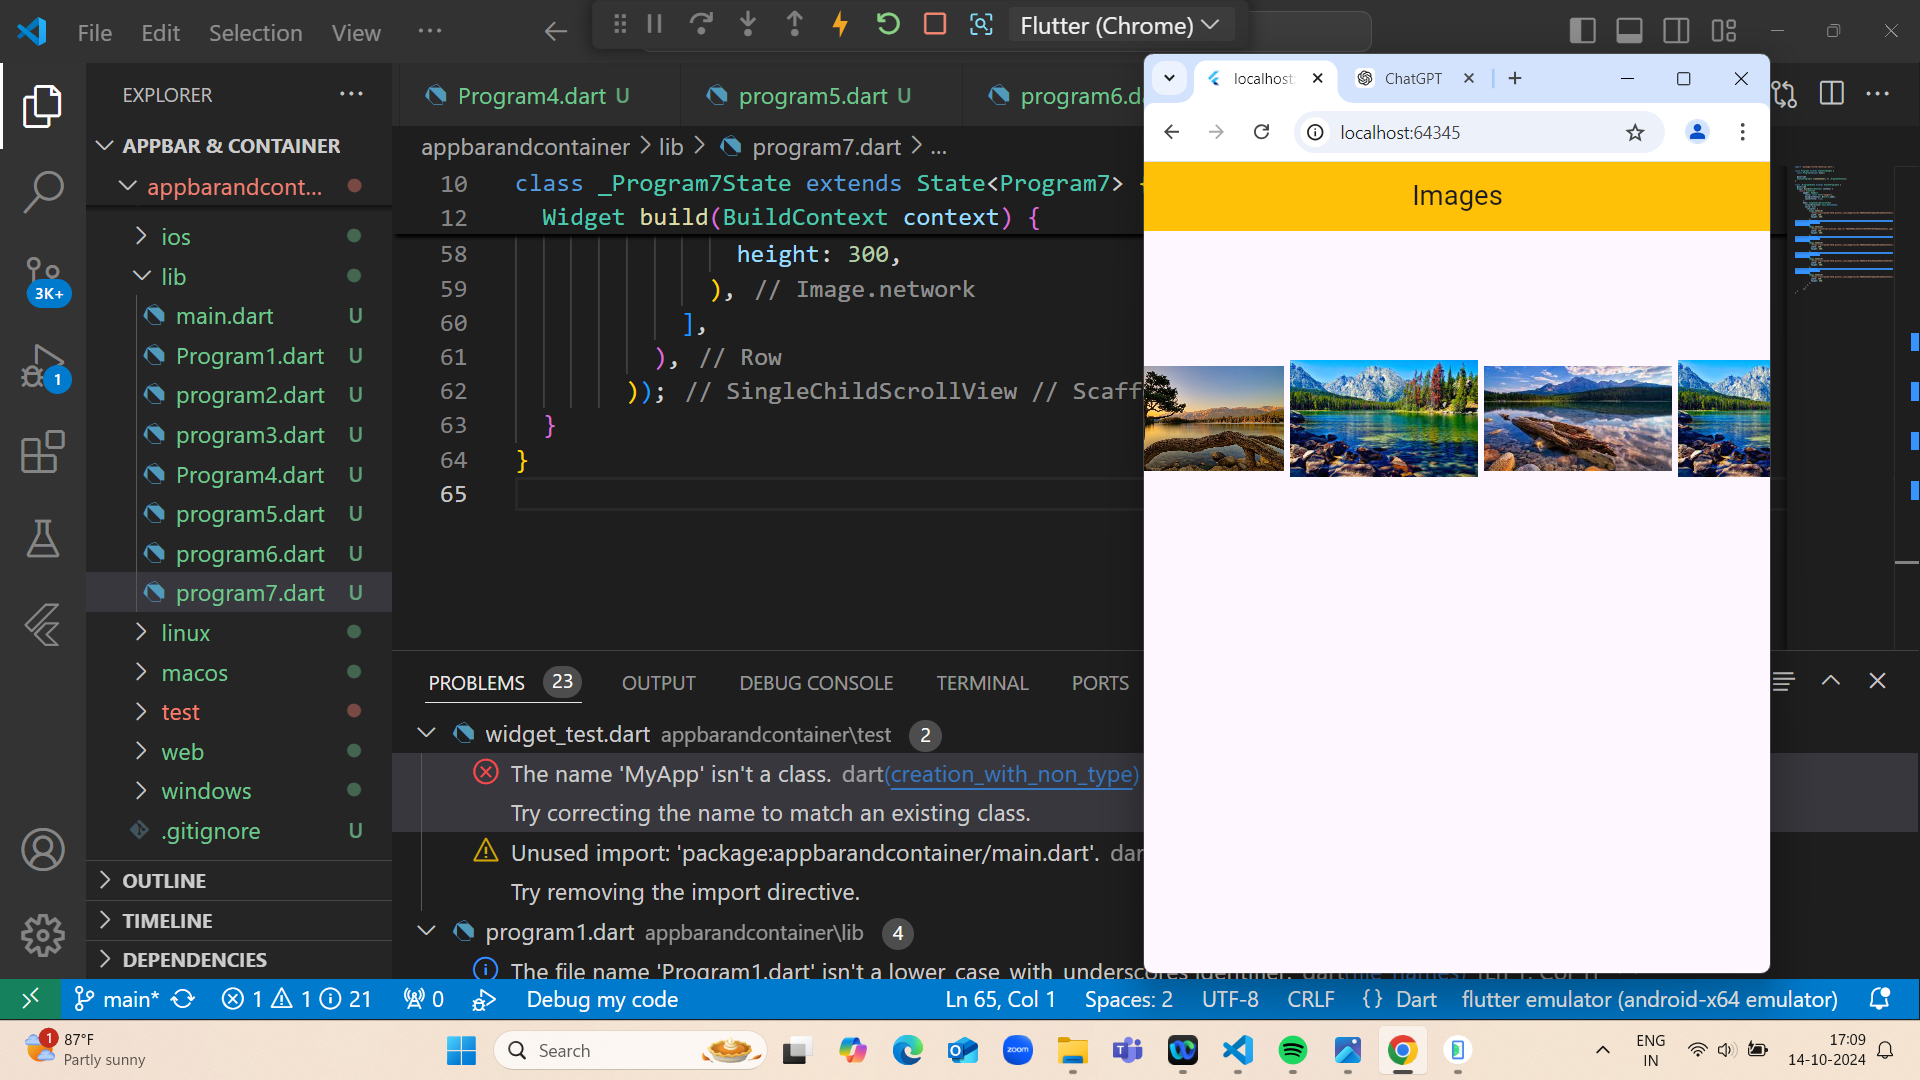 File Edit Selection View ···
Flutter (Chrome)
EXPLORER
APPBAR & CONTAINER
appbarandcont...
ios
lib
main.dart U
Program1.dart U
program2.dart U
program3.dart U
Program4.dart U
program5.dart U
program6.dart U
program7.dart U
linux
macos
test
web
windows
.gitignore U
OUTLINE
TIMELINE
DEPENDENCIES
3K+
1
Program4.dart U program5.dart U program6.d
appbarandcontainer > lib > program7.dart > ...
10 class _Program7State extends State<Program7> {
12 Widget build(BuildContext context) {
58 height: 300,
59 ), // Image.network
60 ],
61 ), // Row
62 )); // SingleChildScrollView // Scaff
63 }
64 }
65
PROBLEMS 23 OUTPUT DEBUG CONSOLE TERMINAL PORTS
widget_test.dart appbarandcontainer\test 2
The name 'MyApp' isn't a class. dart(creation_with_non_type)
Try correcting the name to match an existing class.
Unused import: 'package:appbarandcontainer/main.dart'. dar
Try removing the import directive.
program1.dart appbarandcontainer\lib 4
The file name 'Program1.dart' isn't a lower_case_with_underscores identifier.
localhost: ChatGPT
localhost:64345
Images
main* 1 1 21 0 Debug my code Ln 65, Col 1 Spaces: 2 UTF-8 CRLF {} Dart flutter emulator (android-x64 emulator)
1
87°F
Partly sunny
Search
zoom
ENG
IN
17:09
14-10-2024